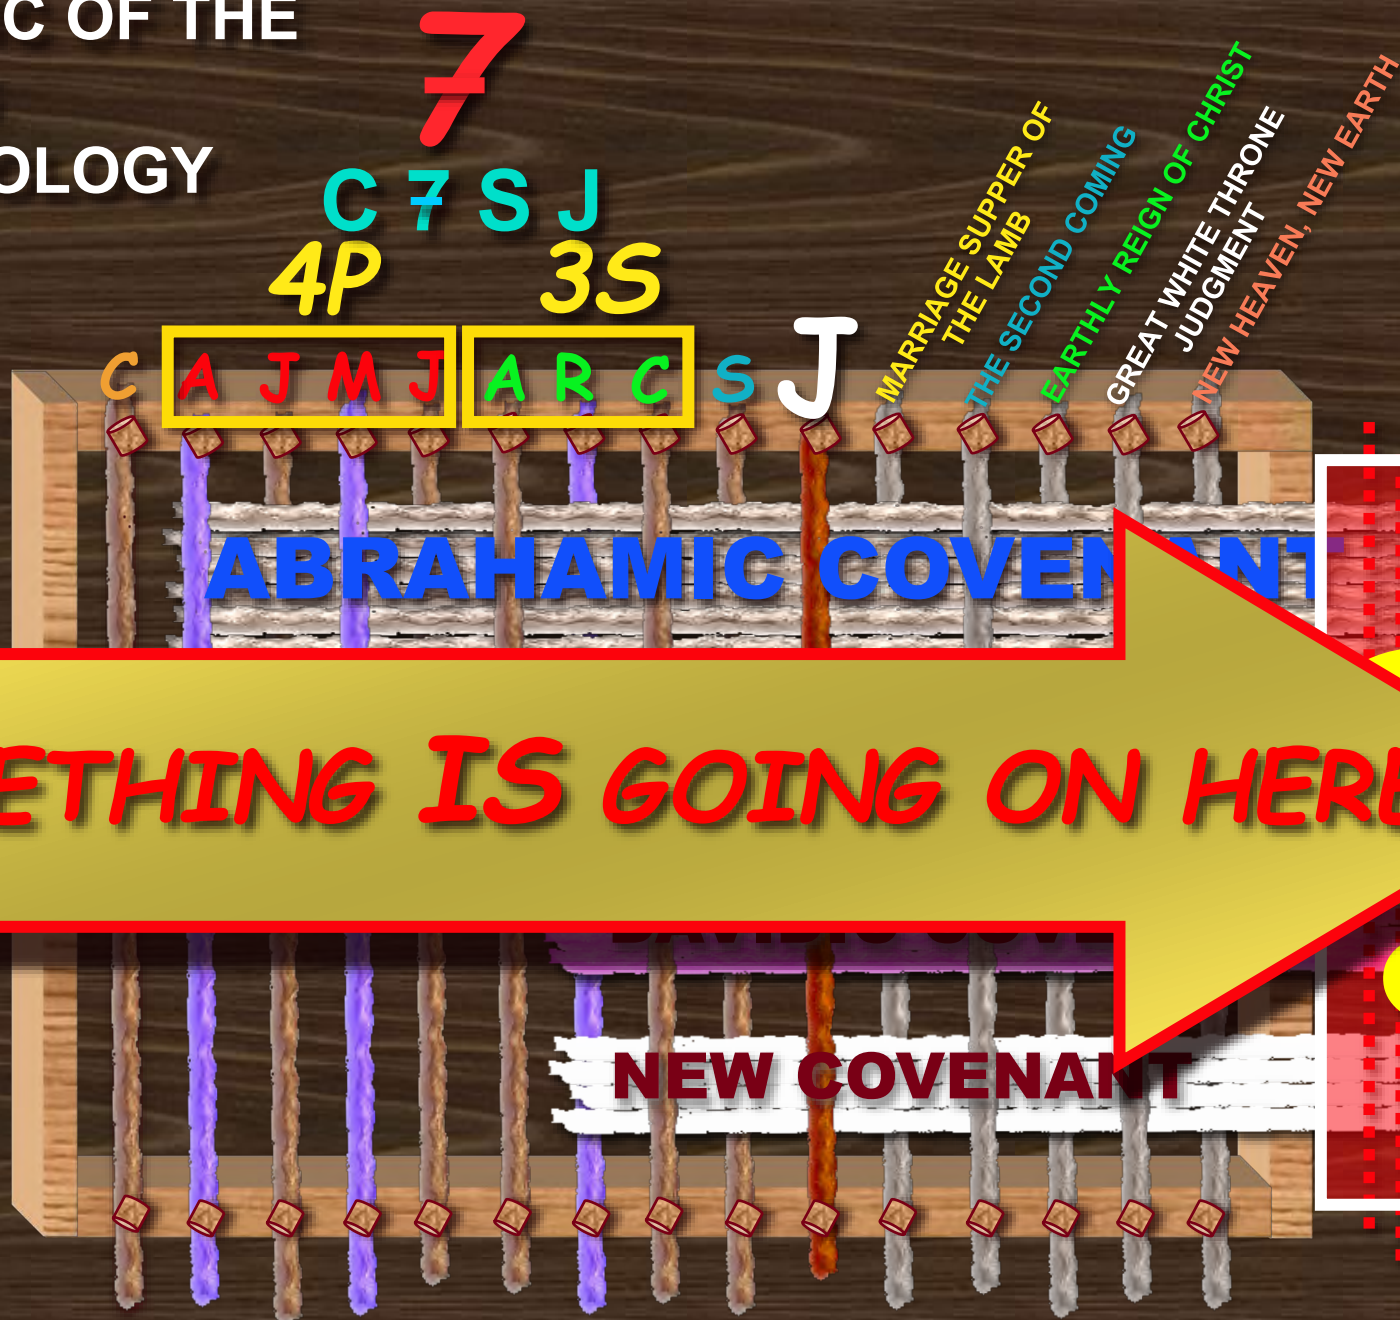 C OF THE
OLOGY
7
C 7 S J
4P 3S
C A J M J A R C S J
MARRIAGE SUPPER OF
THE LAMB
THE SECOND COMING
EARTHLY REIGN OF CHRIST
GREAT WHITE THRONE
JUDGMENT
NEW HEAVEN, NEW EARTH
ABRAHAMIC COVENANT
ETHING IS GOING ON HERE
NEW COVENANT